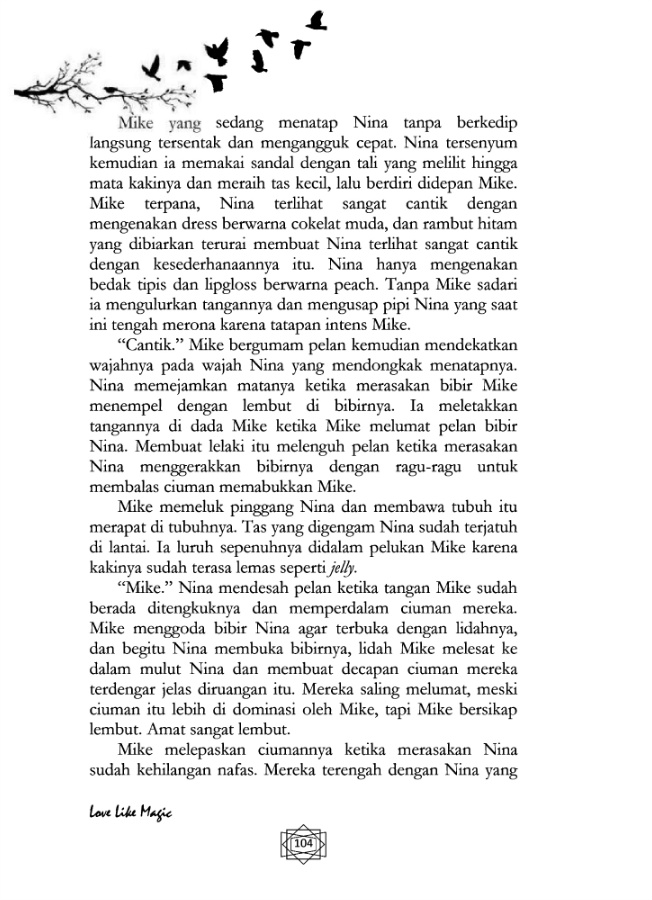 Mike yang sedang menatap Nina tanpa berkedip
langsung tersentak dan mengangguk cepat. Nina tersenyum
kemudian ia memakai sandal dengan tali yang melilit hingga
mata kakinya dan meraih tas kecil, lalu berdiri didepan Mike.
Mike terpana, Nina terlihat sangat cantik dengan
mengenakan dress berwarna cokelat muda, dan rambut hitam
yang dibiarkan terurai membuat Nina terlihat sangat cantik
dengan kesederhanaannya itu. Nina hanya mengenakan
bedak tipis dan lipgloss berwarna peach. Tanpa Mike sadari
ia mengulurkan tangannya dan mengusap pipi Nina yang saat
ini tengah merona karena tatapan intens Mike.
“Cantik.” Mike bergumam pelan kemudian mendekatkan
wajahnya pada wajah Nina yang mendongkak menatapnya.
Nina memejamkan matanya ketika merasakan bibir Mike
menempel dengan lembut di bibirnya. Ia meletakkan
tangannya di dada Mike ketika Mike melumat pelan bibir
Nina. Membuat lelaki itu melenguh pelan ketika merasakan
Nina menggerakkan bibirnya dengan ragu-ragu untuk
membalas ciuman memabukkan Mike.
Mike memeluk pinggang Nina dan membawa tubuh itu
merapat di tubuhnya. Tas yang digengam Nina sudah terjatuh
di lantai. Ia luruh sepenuhnya didalam pelukan Mike karena
kakinya sudah terasa lemas seperti jelly.
“Mike.” Nina mendesah pelan ketika tangan Mike sudah
berada ditengkuknya dan memperdalam ciuman mereka.
Mike menggoda bibir Nina agar terbuka dengan lidahnya,
dan begitu Nina membuka bibirnya, lidah Mike melesat ke
dalam mulut Nina dan membuat decapan ciuman mereka
terdengar jelas diruangan itu. Mereka saling melumat, meski
ciuman itu lebih di dominasi oleh Mike, tapi Mike bersikap
lembut. Amat sangat lembut.
Mike melepaskan ciumannya ketika merasakan Nina
sudah kehilangan nafas. Mereka terengah dengan Nina yang
Love Like Magic
104